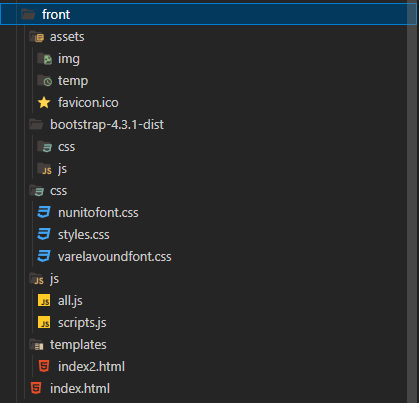 front
assets
img
temp
favicon.ico
bootstrap-4.3.1-dist
css
js
css
nunitofont.css
styles.css
varelavoundfont.css
js
all.js
scripts.js
templates
index2.html
index.html